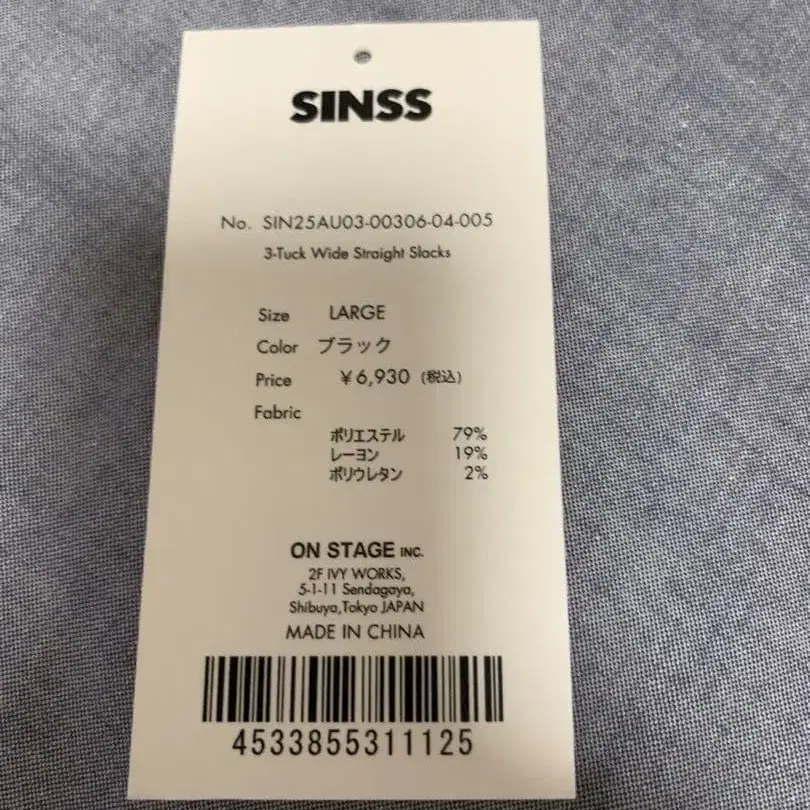 SINSS
No. SIN25AU03-00306-04-005
3-Tuck Wide Straight Slacks
Size LARGE
Color ブラック
Price ¥6,930 (税込)
Fabric
ポリエステル 79%
レーヨン 19%
ポリウレタン 2%
ON STAGE INC.
2F IVY WORKS,
5-1-11 Sendagaya,
Shibuya,Tokyo JAPAN
MADE IN CHINA
4533855311125